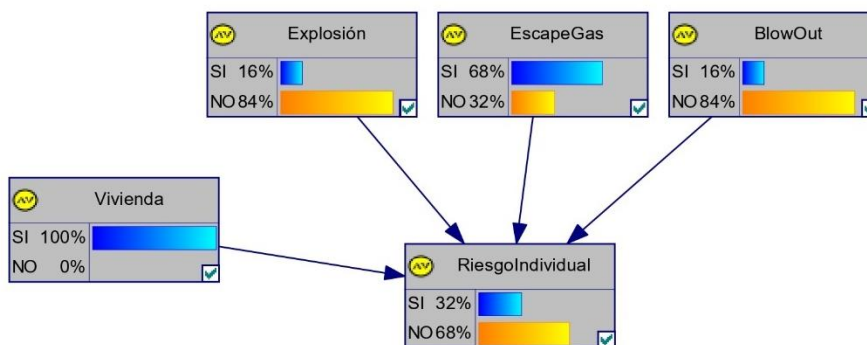 Explosión
SI 16%
NO 84%
EscapeGas
SI 68%
NO 32%
BlowOut
SI 16%
NO 84%
Vivienda
SI 100%
NO 0%
RiesgoIndividual
SI 32%
NO 68%